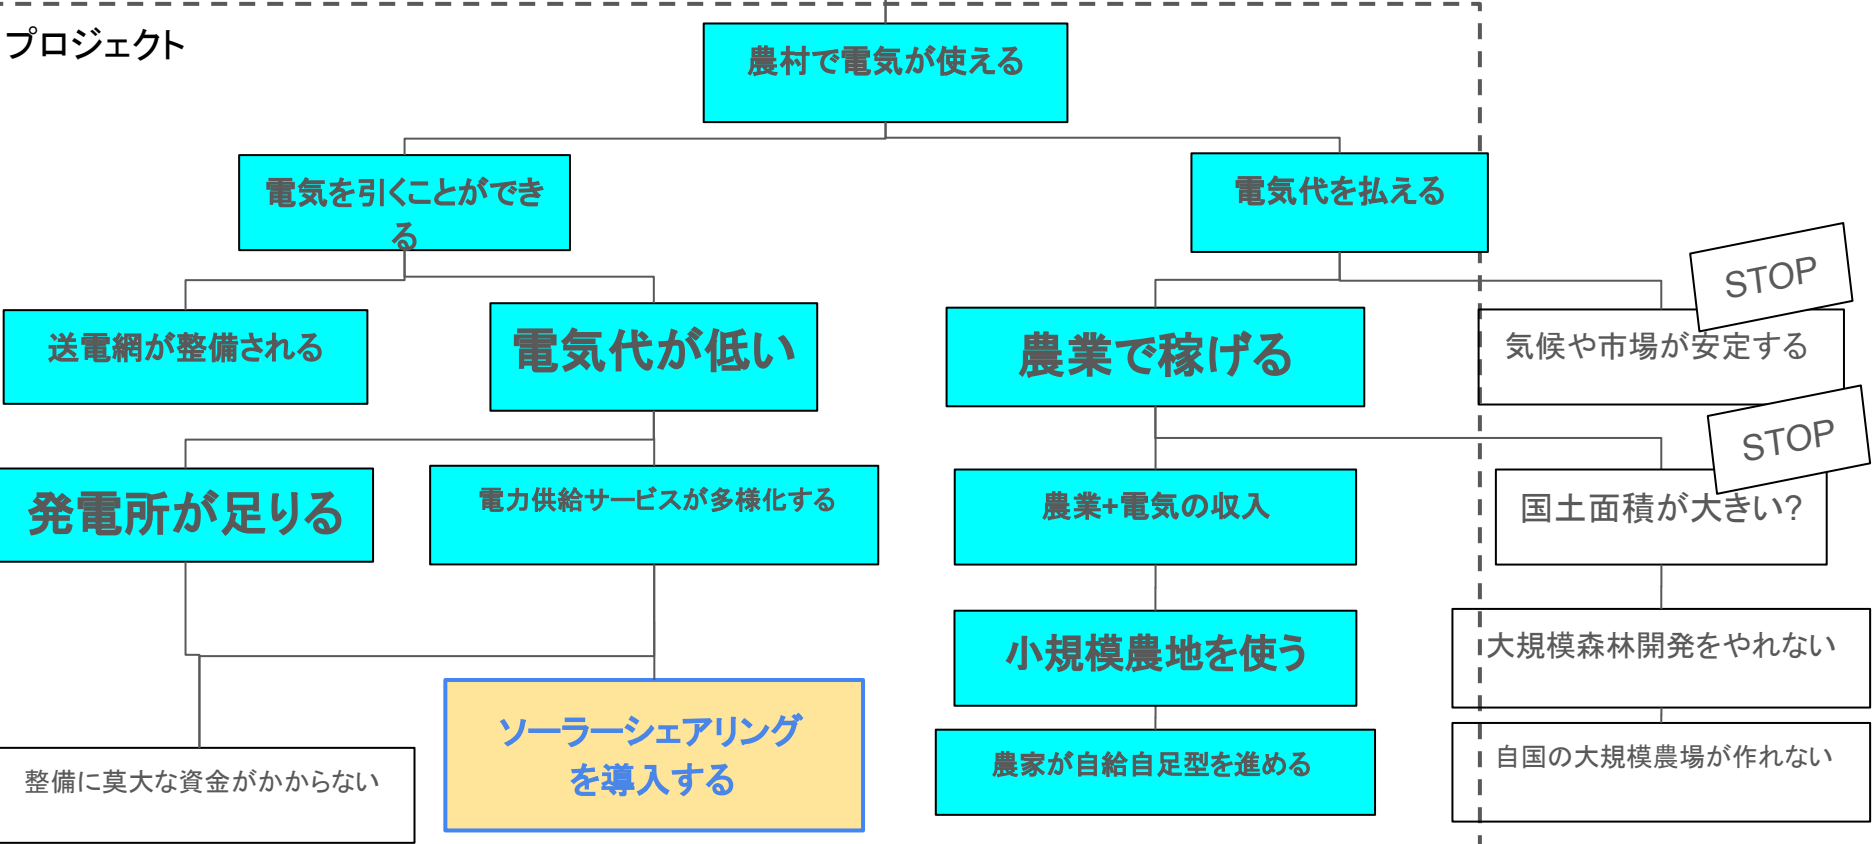 プロジェクト
農村で電気が使える
電気を引くことができ
る
電気代を払える
STOP
送電網が整備される
電気代が低い
農業で稼げる
気候や市場が安定する
STOP
発電所が足りる
電力供給サービスが多様化する
農業+電気の収入
国土面積が大きい?
小規模農地を使う
大規模森林開発をやれない
ソーラーシェアリング
を導入する
農家が自給自足型を進める
自国の大規模農場が作れない
整備に莫大な資金がかからない